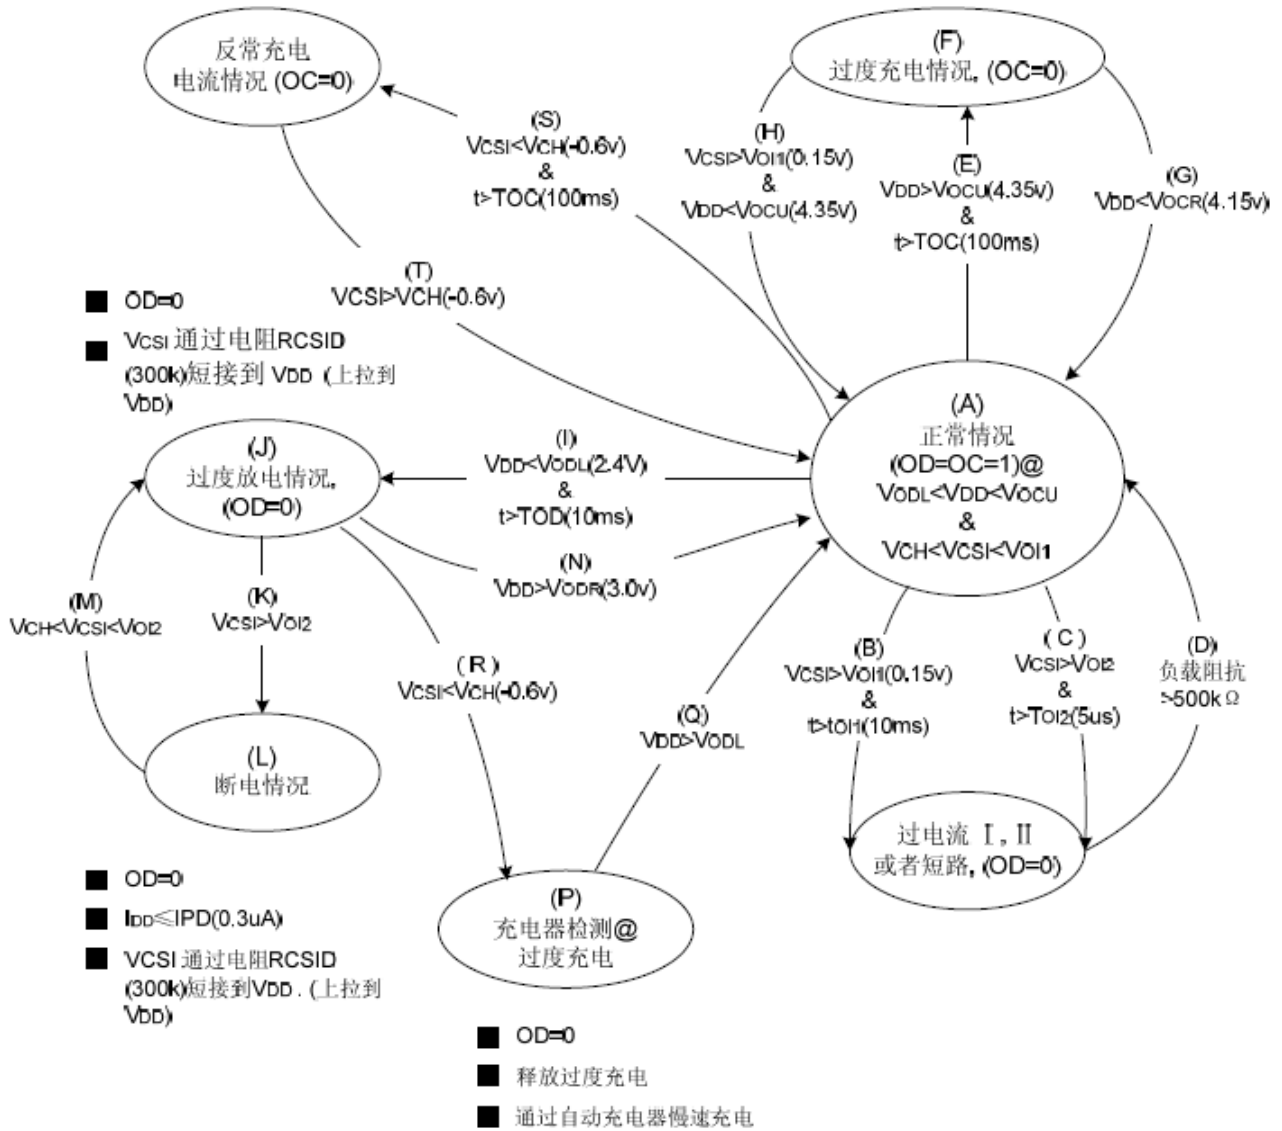 反常充电
电流情况 (OC=0)
(F)
过度充电情况, (OC=0)
(S)
VCSI<VCH(-0.6v)
&
t>TOC(100ms)
(H)
VCSI>VOI1(0.15v)
&
VDD<VOCU(4.35v)
(E)
VDD>VOCU(4.35v)
&
t>TOC(100ms)
(G)
VDD<VOCR(4.15v)
(T)
VCSI>VCH(-0.6v)
OD=0
VCSI 通过电阻RCSID
(300k)短接到 VDD (上拉到
VDD)
(A)
正常情况
(OD=OC=1)@
VODL<VDD<VOCU
&
VCH<VCSI<VOI1
(J)
过度放电情况,
(OD=0)
(I)
VDD<VODL(2.4V)
&
t>TOD(10ms)
(N)
VDD>VODR(3.0v)
(M)
VCH<VCSI<VOI2
(K)
VCSI>VOI2
(R)
VCSI<VCH(-0.6v)
(Q)
VDD>VODL
(B)
VCSI>VOI1(0.15v)
&
t>tOI1(10ms)
(C)
VCSI>VOI2
&
t>TOI2(5us)
(D)
负载阻抗
>500kΩ
(L)
断电情况
过电流 Ⅰ, Ⅱ
或者短路, (OD=0)
(P)
充电器检测@
过度充电
OD=0
IDD≤IPD(0.3uA)
VCSI 通过电阻RCSID
(300k)短接到VDD . (上拉到
VDD)
OD=0
释放过度充电
通过自动充电器慢速充电